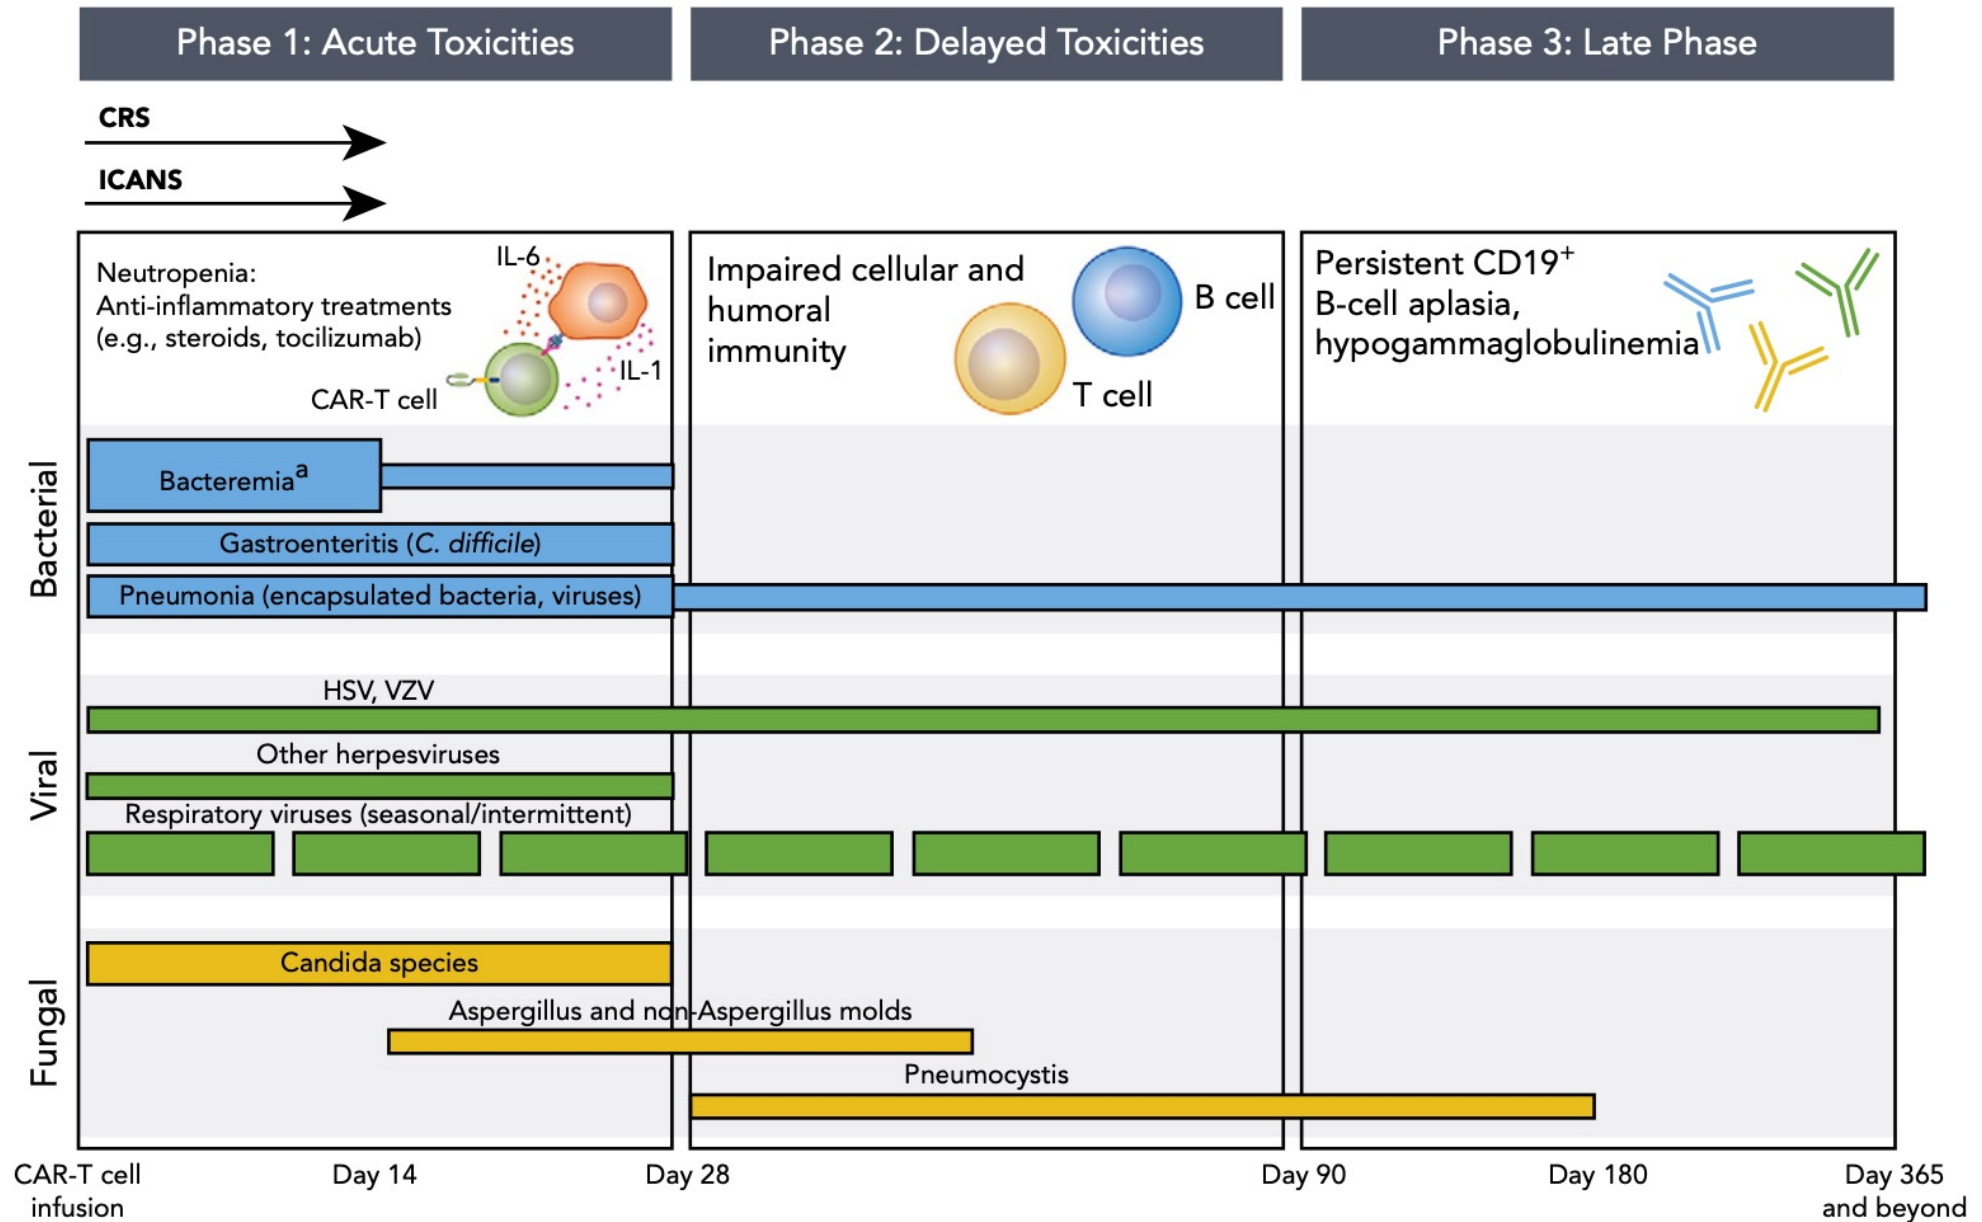 Phase 1: Acute Toxicities
Phase 2: Delayed Toxicities
Phase 3: Late Phase
CRS
ICANS
Neutropenia:
Anti-inflammatory treatments
(e.g., steroids, tocilizumab)
IL-6
IL-1
CAR-T cell
Impaired cellular and
humoral
immunity
B cell
T cell
Persistent CD19+
B-cell aplasia,
hypogammaglobulinemia
Bacterial
Bacteremiaa
Gastroenteritis (C. difficile)
Pneumonia (encapsulated bacteria, viruses)
Viral
HSV, VZV
Other herpesviruses
Respiratory viruses (seasonal/intermittent)
Fungal
Candida species
Aspergillus and non-Aspergillus molds
Pneumocystis
CAR-T cell
infusion
Day 14
Day 28
Day 90
Day 180
Day 365
and beyond